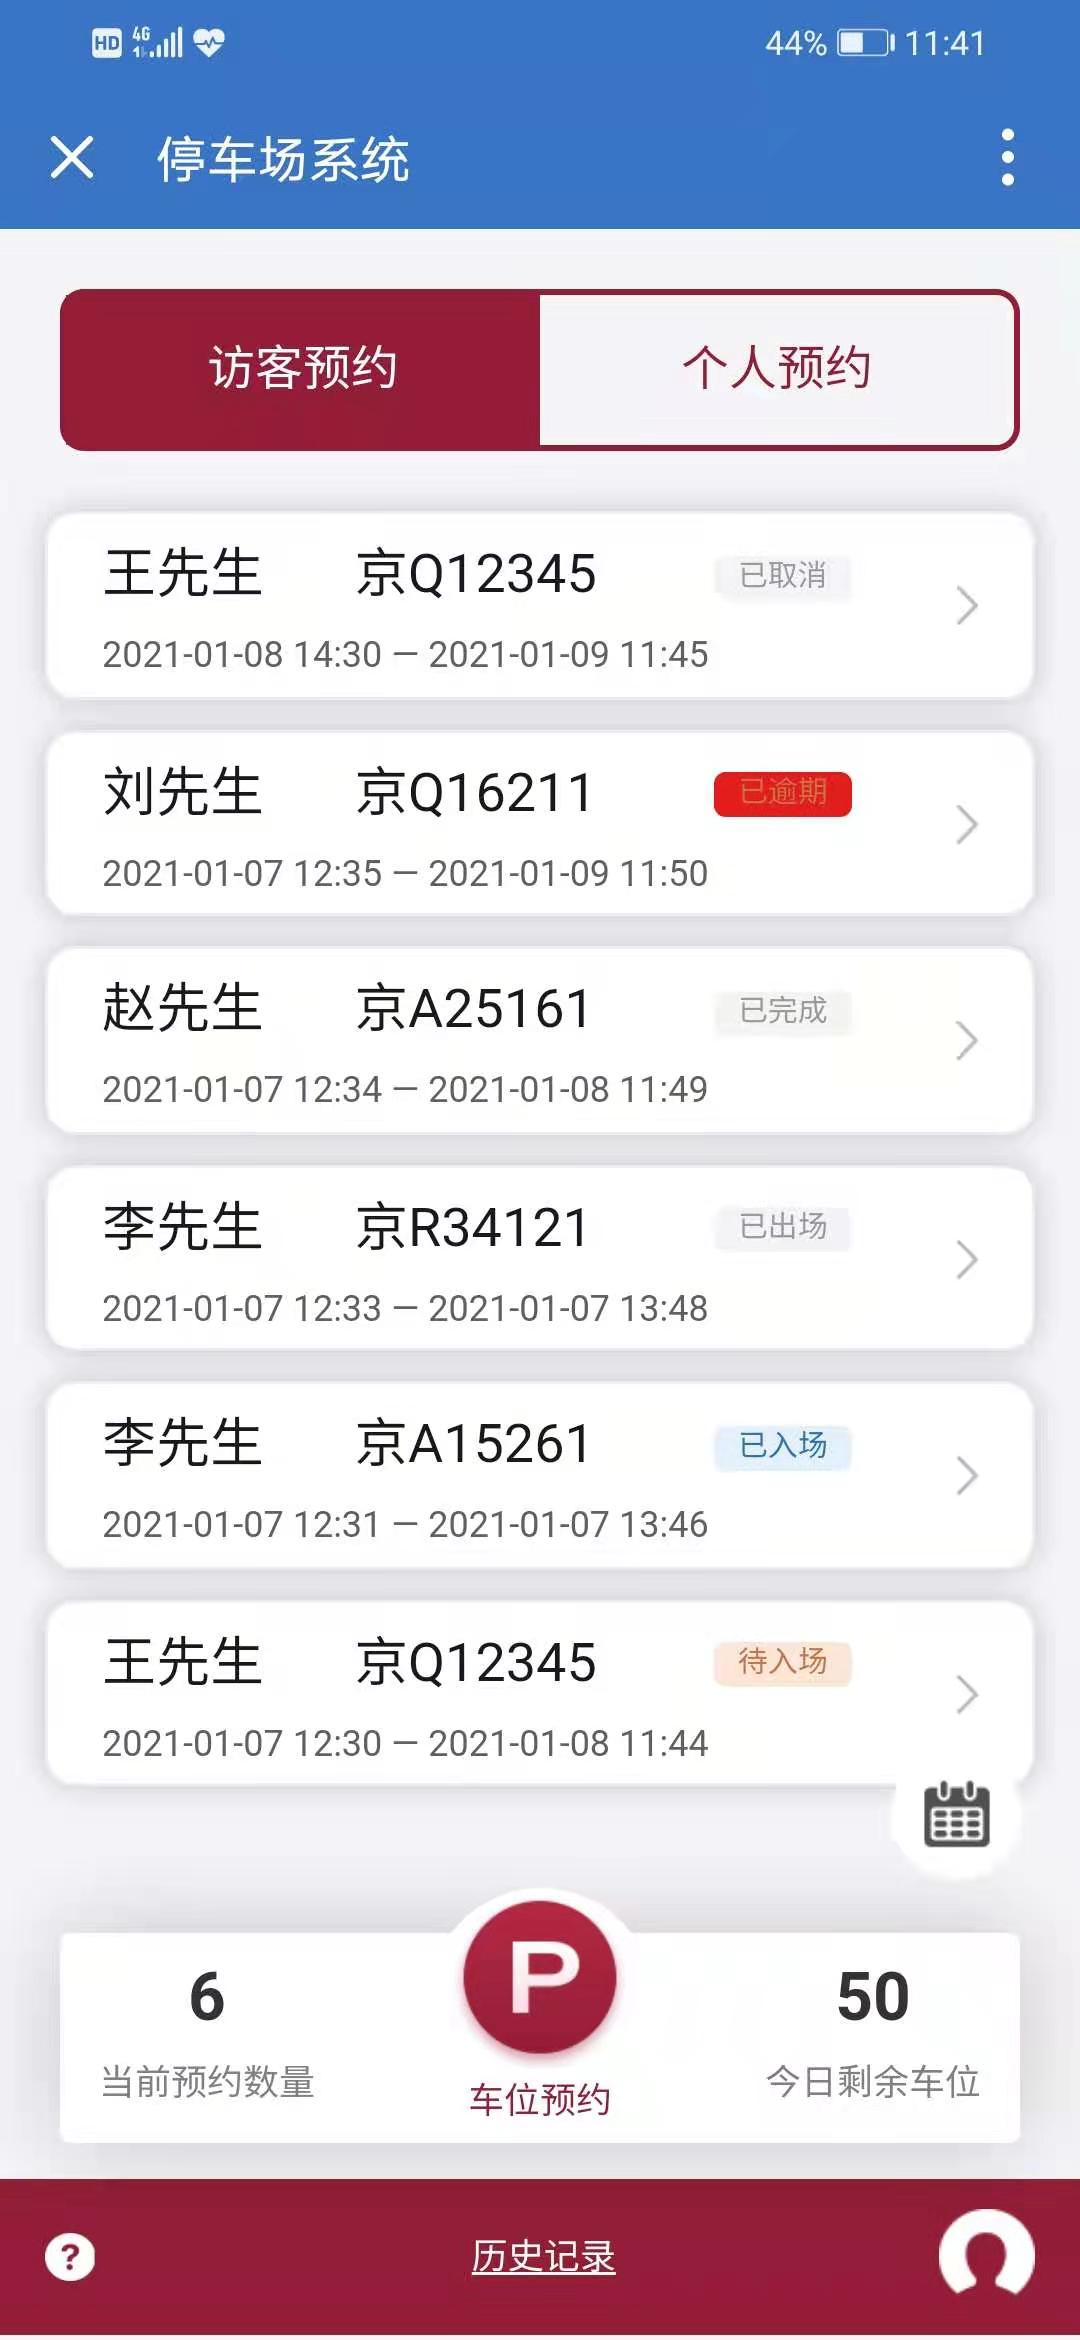 HD 4G 44% 11:41
停车场系统
访客预约 个人预约
王先生 京Q12345 已取消
2021-01-08 14:30 — 2021-01-09 11:45
刘先生 京Q16211 已逾期
2021-01-07 12:35 — 2021-01-09 11:50
赵先生 京A25161 已完成
2021-01-07 12:34 — 2021-01-08 11:49
李先生 京R34121 已出场
2021-01-07 12:33 — 2021-01-07 13:48
李先生 京A15261 已入场
2021-01-07 12:31 — 2021-01-07 13:46
王先生 京Q12345 待入场
2021-01-07 12:30 — 2021-01-08 11:44
6 P 50
当前预约数量 车位预约 今日剩余车位
? 历史记录